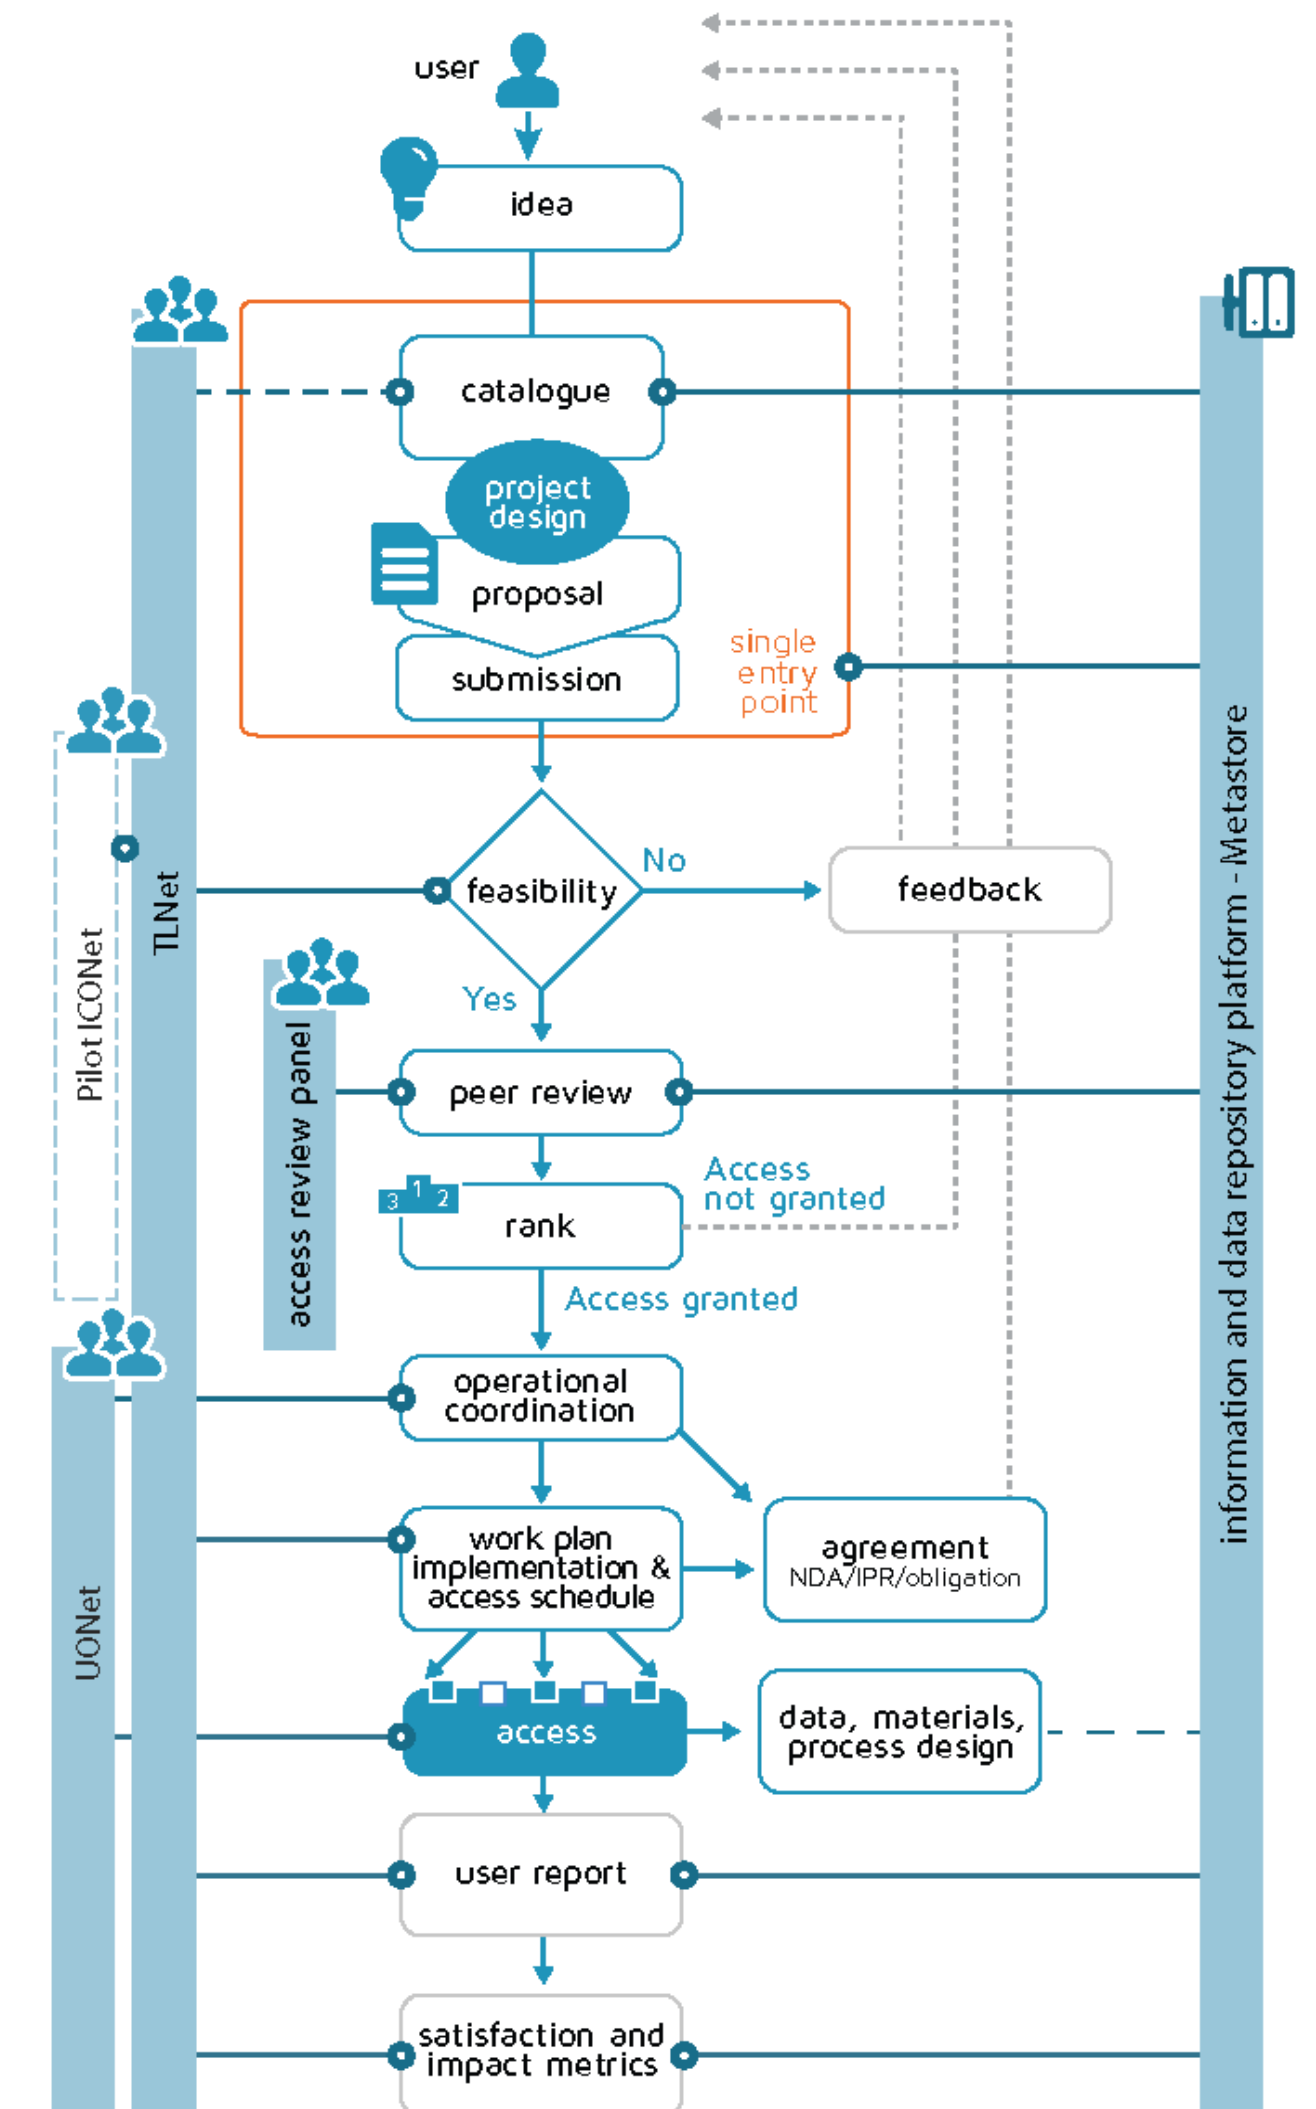 user
idea
catalogue
project
design
proposal
submission
single
entry
point
feasibility
No
feedback
Yes
TLNet
Pilot ICONet
access review panel
peer review
3 1 2
rank
Access
not granted
Access granted
operational
coordination
work plan
implementation &
access schedule
agreement
NDA/IPR/obligation
UONet
access
data, materials,
process design
user report
satisfaction and
impact metrics
information and data repository platform - Metastore